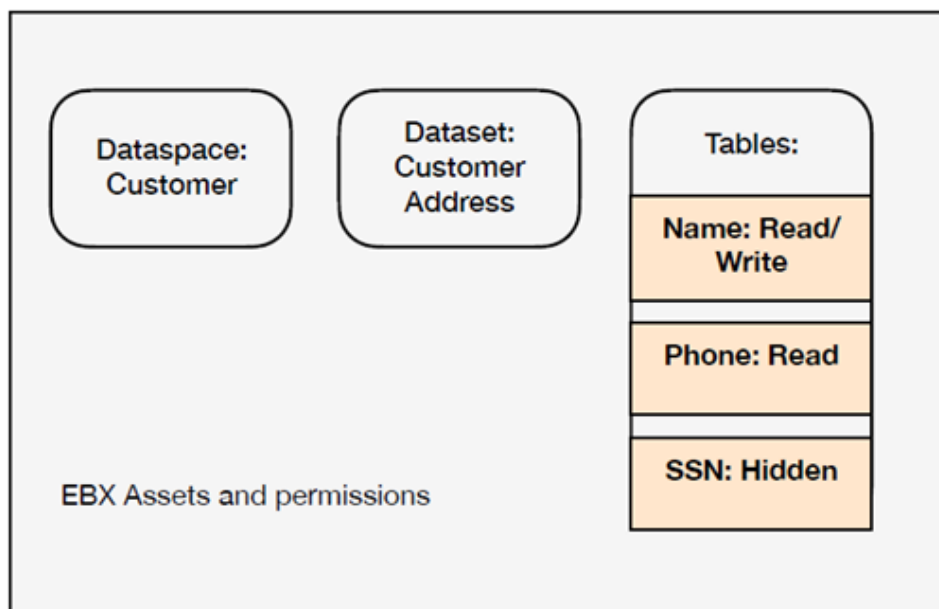 Dataspace:
Customer
Dataset:
Customer
Address
Tables:
Name: Read/
Write
Phone: Read
SSN: Hidden
EBX Assets and permissions